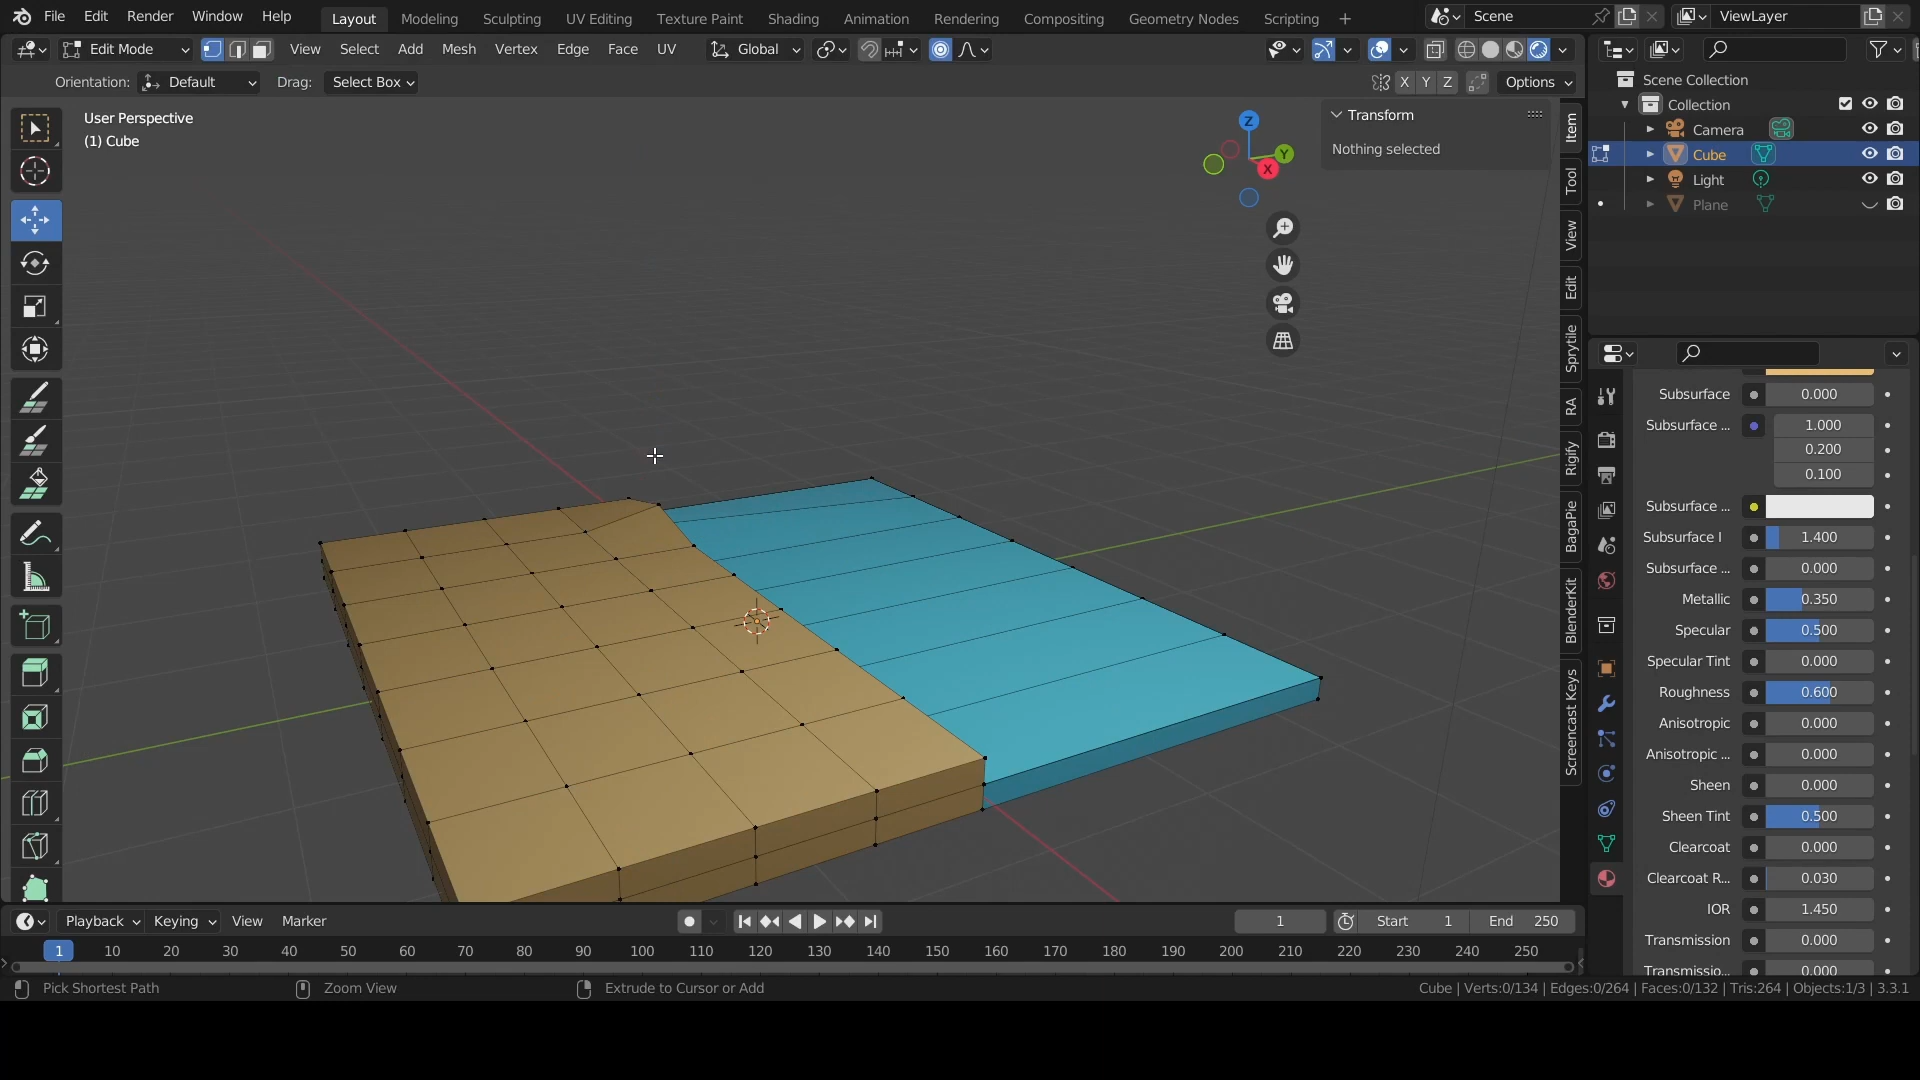 File Edit Render Window Help Layout Modeling Sculpting UV Editing Texture Paint Shading Animation Rendering Compositing Geometry Nodes Scripting + Scene ViewLayer
Edit Mode View Select Add Mesh Vertex Edge Face UV Global
Orientation: Default Drag: Select Box X Y Z Options
User Perspective
(1) Cube
Z
Y
X
Transform
Nothing selected
Item
Tool
View
Edit
Sprytile
RA
Rigify
BagaPie
BlenderKit
Screencast Keys
Scene Collection
Collection
Camera
Cube
Light
Plane
Subsurface 0.000
Subsurface ... 1.000
0.200
0.100
Subsurface ...
Subsurface I 1.400
Subsurface ... 0.000
Metallic 0.350
Specular 0.500
Specular Tint 0.000
Roughness 0.600
Anisotropic 0.000
Anisotropic ... 0.000
Sheen 0.000
Sheen Tint 0.500
Clearcoat 0.000
Clearcoat R... 0.030
IOR 1.450
Transmission 0.000
Transmissio... 0.000
Playback Keying View Marker 1 Start 1 End 250
1 10 20 30 40 50 60 70 80 90 100 110 120 130 140 150 160 170 180 190 200 210 220 230 240 250
Pick Shortest Path Zoom View Extrude to Cursor or Add Cube | Verts:0/134 | Edges:0/264 | Faces:0/132 | Tris:264 | Objects:1/3 | 3.3.1